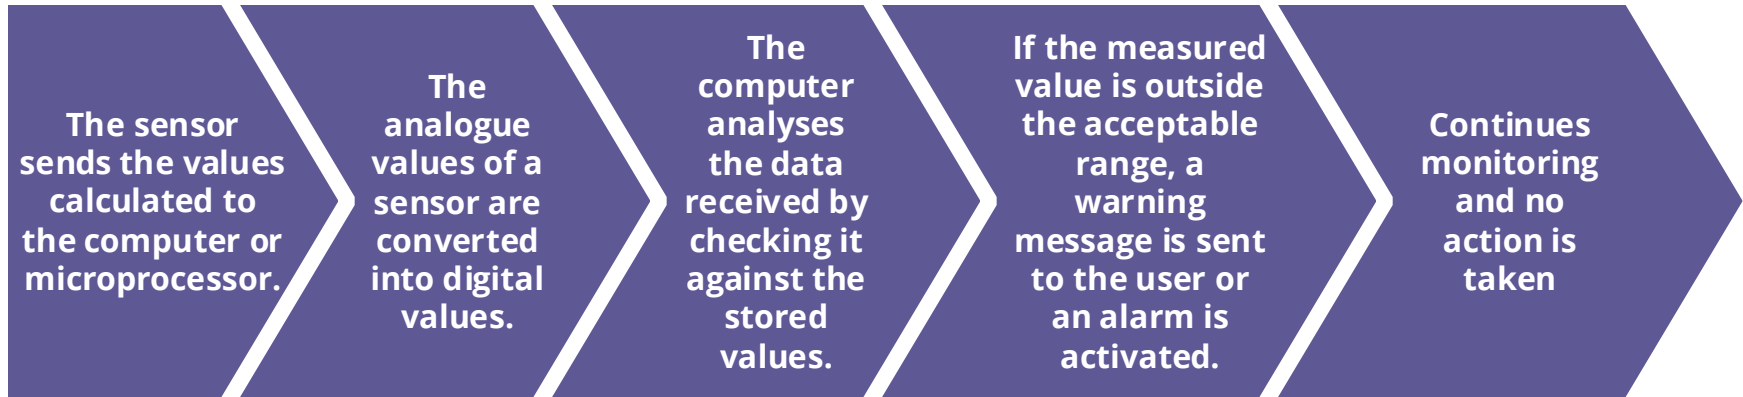 The sensor
sends the values
calculated to
the computer or
microprocessor.
The
analogue
values of a
sensor are
converted
into digital
values.
The
computer
analyses
the data
received by
checking it
against the
stored
values.
If the measured
value is outside
the acceptable
range, a
warning
message is sent
to the user or
an alarm is
activated.
Continues
monitoring
and no
action is
taken